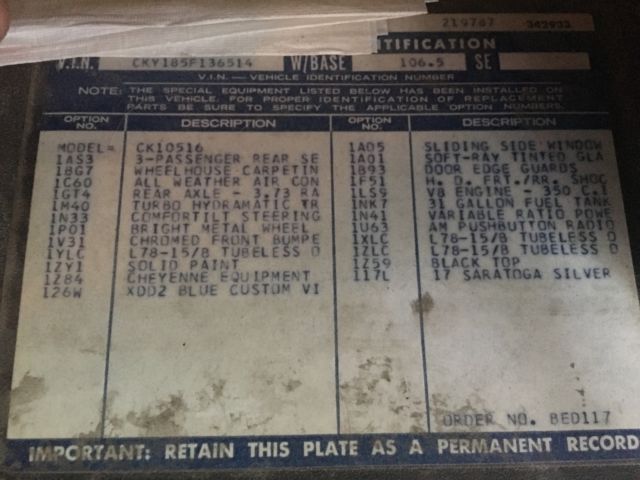 219787 342933
NTIFICATION
V.I.N. CKY185F136514 W/BASE 106.5 SE
V.I.N. — VEHICLE IDENTIFICATION NUMBER
NOTE: THE SPECIAL EQUIPMENT LISTED BELOW HAS BEEN INSTALLED ON
THIS VEHICLE. FOR PROPER IDENTIFICATION OF REPLACEMENT
PARTS BE SURE TO SPECIFY THE APPLICABLE OPTION NUMBERS.
OPTION NO. DESCRIPTION OPTION NO. DESCRIPTION
MODEL= CK10516 1A05 SLIDING SIDE WINDOW
1AS3 3-PASSENGER REAR SE 1A01 SOFT-RAY TINTED GLA
1BG7 WHEELHOUSE CARPETIN 1B93 DOOR EDGE GUARDS
1C60 ALL WEATHER AIR CON 1F51 H. D. FRT./RR. SHOC
1GT4 REAR AXLE - 3.73 RA 1LS9 V8 ENGINE - 350 C.I
1M40 TURBO HYDRAMATIC TR 1NK7 31 GALLON FUEL TANK
1N33 COMFORTILT STEERING 1N41 VARIABLE RATIO POWE
1P01 BRIGHT METAL WHEEL 1U63 AM PUSHBUTTON RADIO
1V31 CHROMED FRONT BUMPE 1XLC L78-15/B TUBELESS O
1YLC L78-15/B TUBELESS O 1ZLC L78-15/B TUBELESS O
1ZY1 SOLID PAINT 1Z59 BLACK TOP
1Z84 CHEYENNE EQUIPMENT 117L 17 SARATOGA SILVER
126W XDD2 BLUE CUSTOM VI
ORDER NO. BED117
IMPORTANT: RETAIN THIS PLATE AS A PERMANENT RECORD